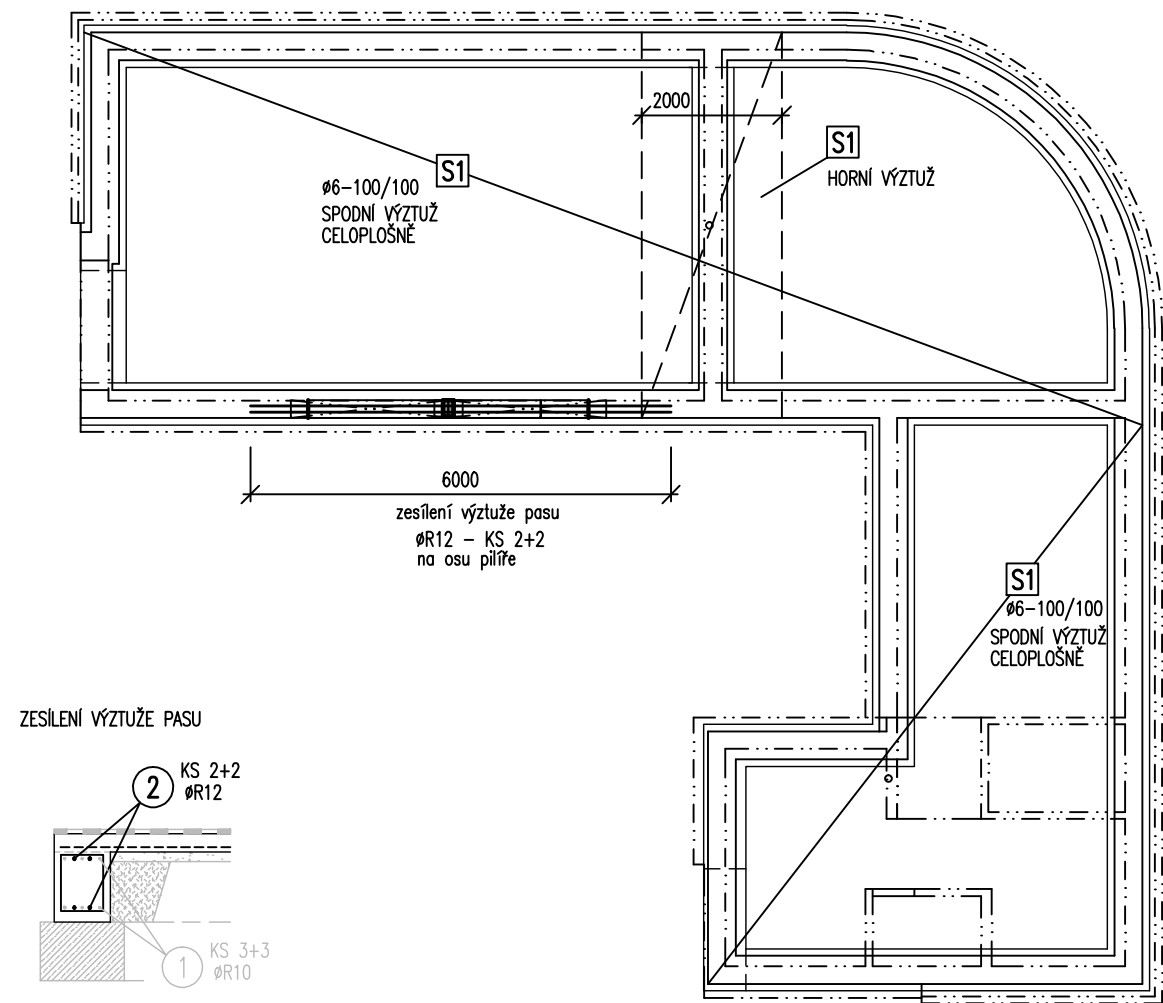 2000
S1
HORNÍ VÝZTUŽ
S1
ø6-100/100
SPODNÍ VÝZTUŽ
CELOPLOŠNĚ
6000
zesílení výztuže pasu
øR12 - KS 2+2
na osu pilíře
S1
ø6-100/100
SPODNÍ VÝZTUŽ
CELOPLOŠNĚ
ZESÍLENÍ VÝZTUŽE PASU
2
KS 2+2
øR12
1
KS 3+3
øR10